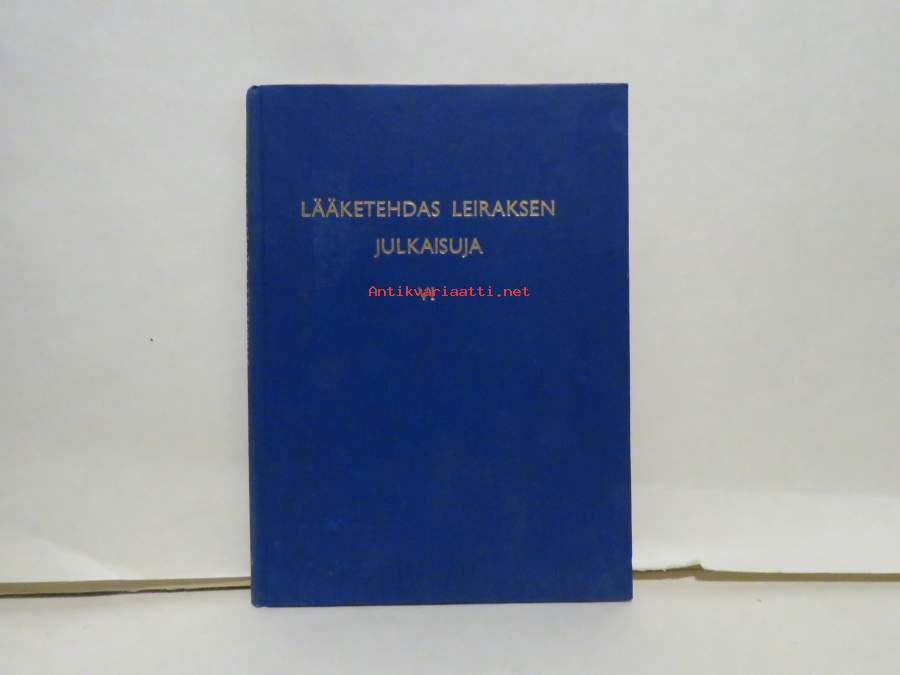 LÄÄKETEHDAS LEIRAKSEN
JULKAISUJA
Antikvariaatti.net